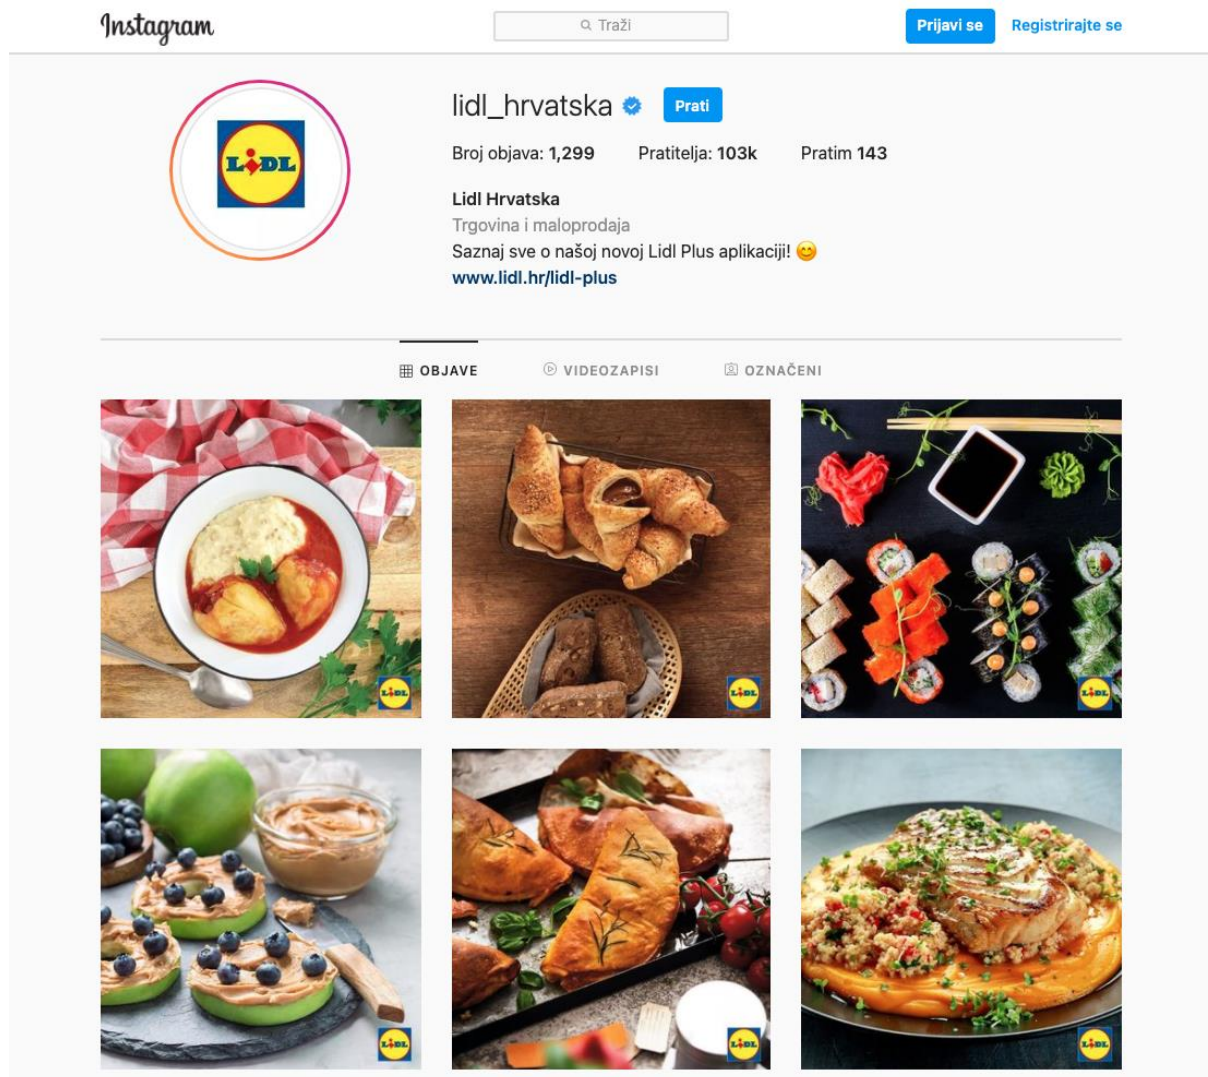 Instagram
Traži
Prijavi se
Registrirajte se
LIDL
lidl_hrvatska
Prati
Broj objava: 1,299 Pratitelja: 103k Pratim 143
Lidl Hrvatska
Trgovina i maloprodaja
Saznaj sve o našoj novoj Lidl Plus aplikaciji! 😊
www.lidl.hr/lidl-plus
OBJAVE VIDEOZAPISI OZNAČENI
LIDL LIDL LIDL
LIDL LIDL LIDL